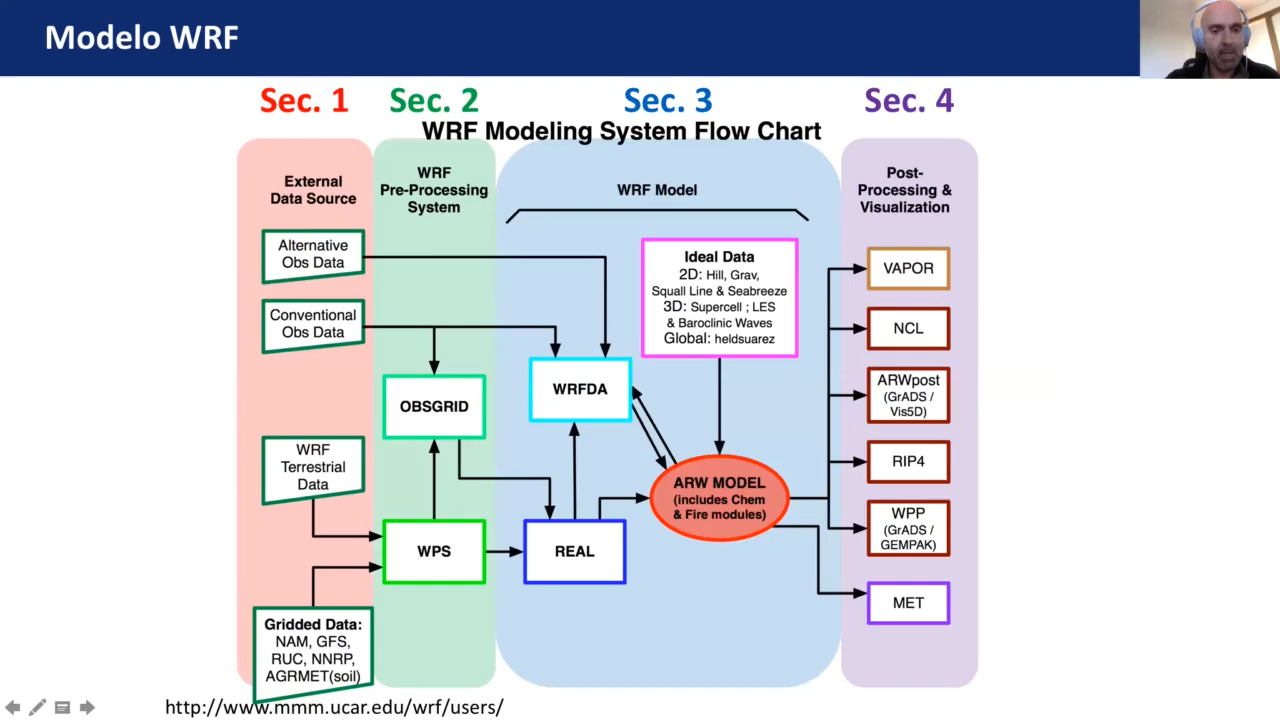 Modelo WRF
Sec. 1
Sec. 2
Sec. 3
Sec. 4
WRF Modeling System Flow Chart
External
Data Source
WRF
Pre-Processing
System
WRF Model
Post-
Processing &
Visualization
Alternative
Obs Data
Conventional
Obs Data
WRF
Terrestrial
Data
Gridded Data:
NAM, GFS,
RUC, NNRP,
AGRMET(soil)
OBSGRID
WPS
WRFDA
REAL
Ideal Data
2D: Hill, Grav,
Squall Line & Seabreeze
3D: Supercell ; LES
& Baroclinic Waves
Global: heldsuarez
ARW MODEL
(includes Chem
& Fire modules)
VAPOR
NCL
ARWpost
(GrADS /
Vis5D)
RIP4
WPP
(GrADS /
GEMPAK)
MET
http://www.mmm.ucar.edu/wrf/users/